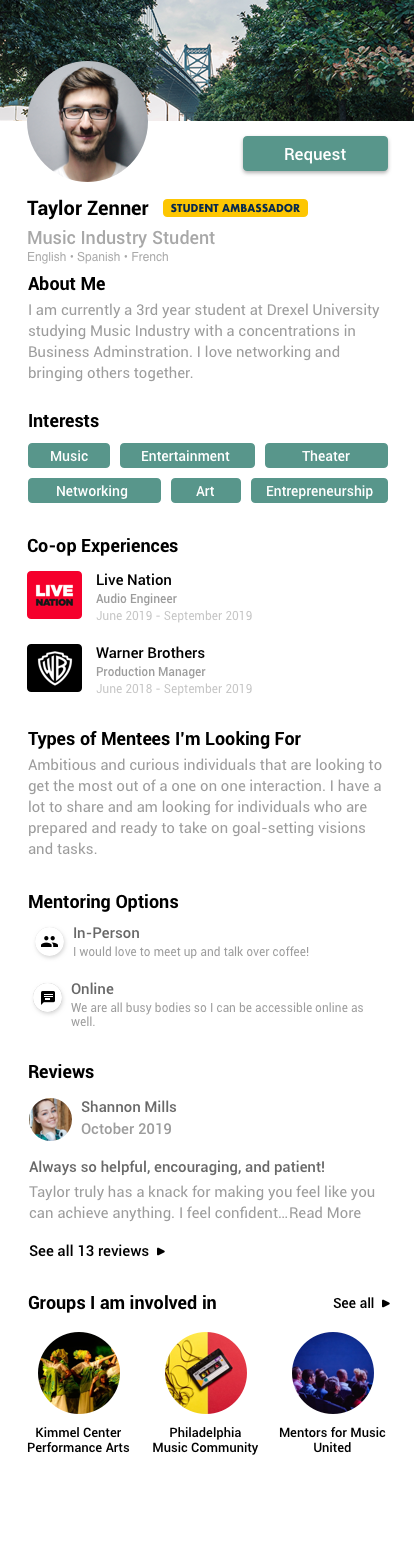 Request
Taylor Zenner STUDENT AMBASSADOR
Music Industry Student
English • Spanish • French
About Me
I am currently a 3rd year student at Drexel University
studying Music Industry with a concentrations in
Business Adminstration. I love networking and
bringing others together.
Interests
Music Entertainment Theater
Networking Art Entrepreneurship
Co-op Experiences
LIVE NATION
Live Nation
Audio Engineer
June 2019 - September 2019
WB
Warner Brothers
Production Manager
June 2018 - September 2019
Types of Mentees I'm Looking For
Ambitious and curious individuals that are looking to
get the most out of a one on one interaction. I have a
lot to share and am looking for individuals who are
prepared and ready to take on goal-setting visions
and tasks.
Mentoring Options
In-Person
I would love to meet up and talk over coffee!
Online
We are all busy bodies so I can be accessible online as
well.
Reviews
Shannon Mills
October 2019
Always so helpful, encouraging, and patient!
Taylor truly has a knack for making you feel like you
can achieve anything. I feel confident...Read More
See all 13 reviews
Groups I am involved in See all
Kimmel Center
Performance Arts
Philadelphia
Music Community
Mentors for Music
United